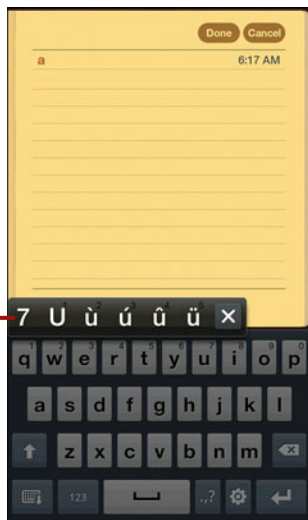 Done Cancel
a 6:17 AM
7 U ù ú û ü ×
q w e r t y u i o p
a s d f g h j k l
z x c v b n m
123 .,?